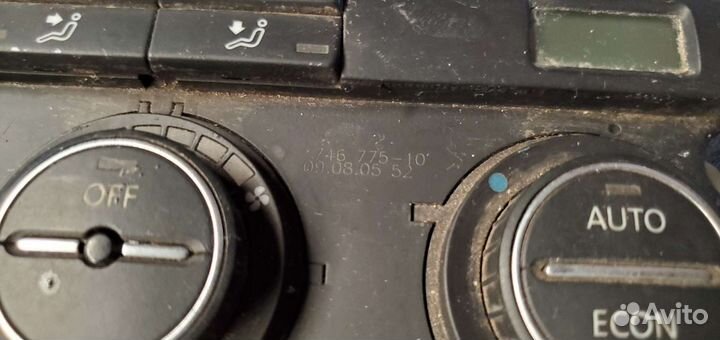 746 775-10
09.08.05 52
OFF
AUTO
ECON
Avito